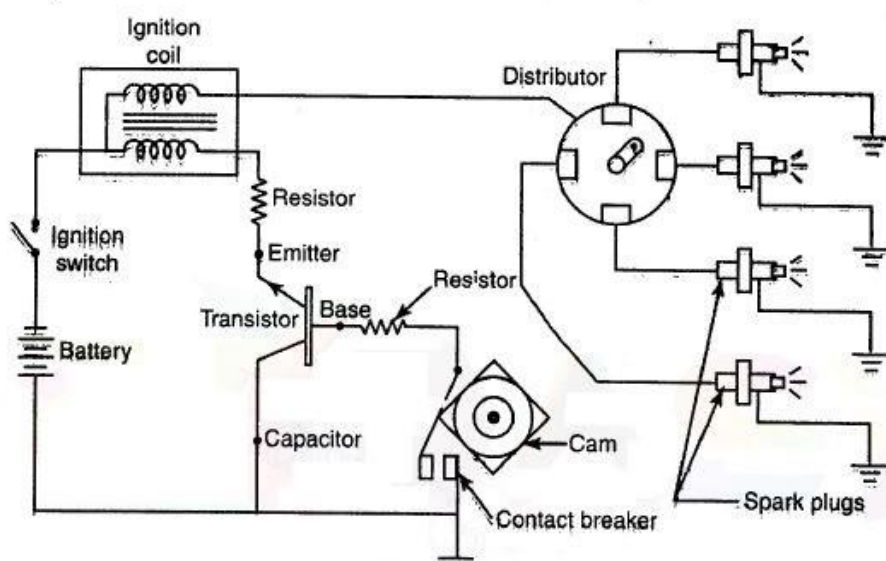 Ignition
coil
Distributor
Resistor
Ignition
switch
Emitter
Resistor
Transistor
Base
Battery
Capacitor
Cam
Contact breaker
Spark plugs